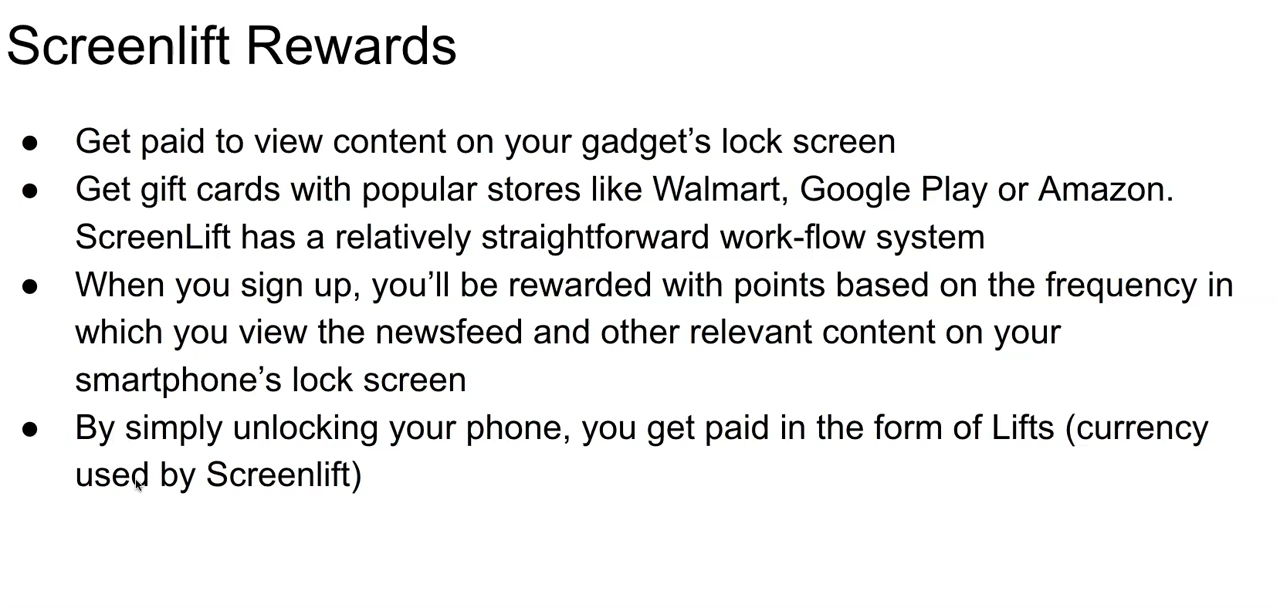 Screenlift Rewards
● Get paid to view content on your gadget’s lock screen
● Get gift cards with popular stores like Walmart, Google Play or Amazon.
ScreenLift has a relatively straightforward work-flow system
● When you sign up, you’ll be rewarded with points based on the frequency in
which you view the newsfeed and other relevant content on your
smartphone’s lock screen
● By simply unlocking your phone, you get paid in the form of Lifts (currency
used by Screenlift)